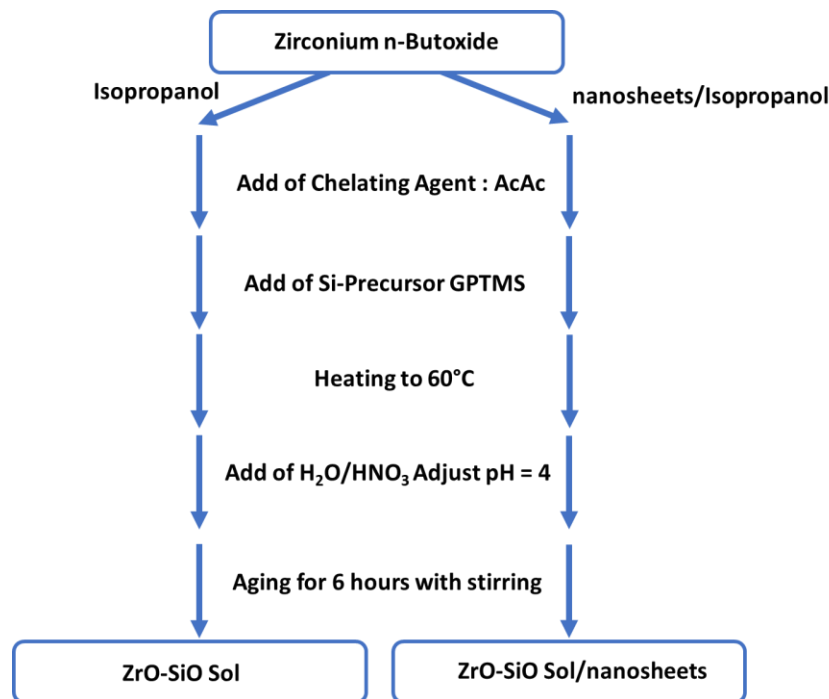 Zirconium n-Butoxide
Isopropanol
nanosheets/Isopropanol
Add of Chelating Agent : AcAc
Add of Si-Precursor GPTMS
Heating to 60°C
Add of H₂O/HNO₃ Adjust pH = 4
Aging for 6 hours with stirring
ZrO-SiO Sol
ZrO-SiO Sol/nanosheets